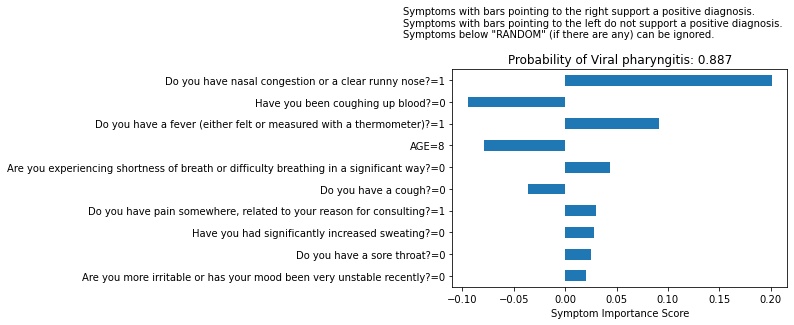 Symptoms with bars pointing to the right support a positive diagnosis.
Symptoms with bars pointing to the left do not support a positive diagnosis.
Symptoms below "RANDOM" (if there are any) can be ignored.
Probability of Viral pharyngitis: 0.887
Do you have nasal congestion or a clear runny nose?=1
Have you been coughing up blood?=0
Do you have a fever (either felt or measured with a thermometer)?=1
AGE=8
Are you experiencing shortness of breath or difficulty breathing in a significant way?=0
Do you have a cough?=0
Do you have pain somewhere, related to your reason for consulting?=1
Have you had significantly increased sweating?=0
Do you have a sore throat?=0
Are you more irritable or has your mood been very unstable recently?=0
−0.10 −0.05 0.00 0.05 0.10 0.15 0.20
Symptom Importance Score